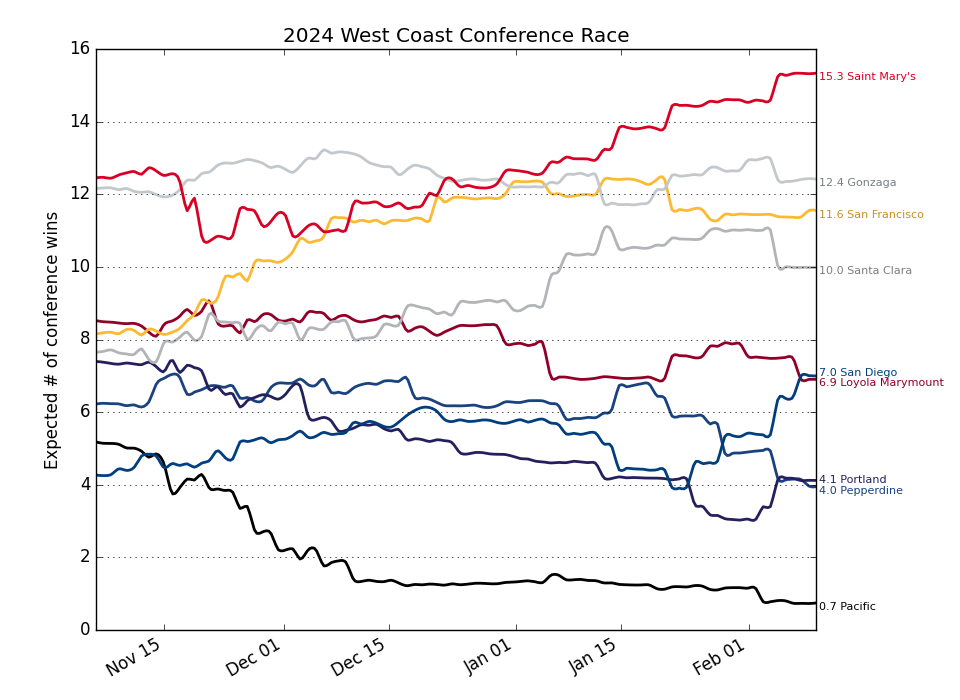 2024 West Coast Conference Race
Expected # of conference wins
16
14
12
10
8
6
4
2
0
15.3 Saint Mary's
12.4 Gonzaga
11.6 San Francisco
10.0 Santa Clara
7.0 San Diego
6.9 Loyola Marymount
4.1 Portland
4.0 Pepperdine
0.7 Pacific
Nov 15
Dec 01
Dec 15
Jan 01
Jan 15
Feb 01